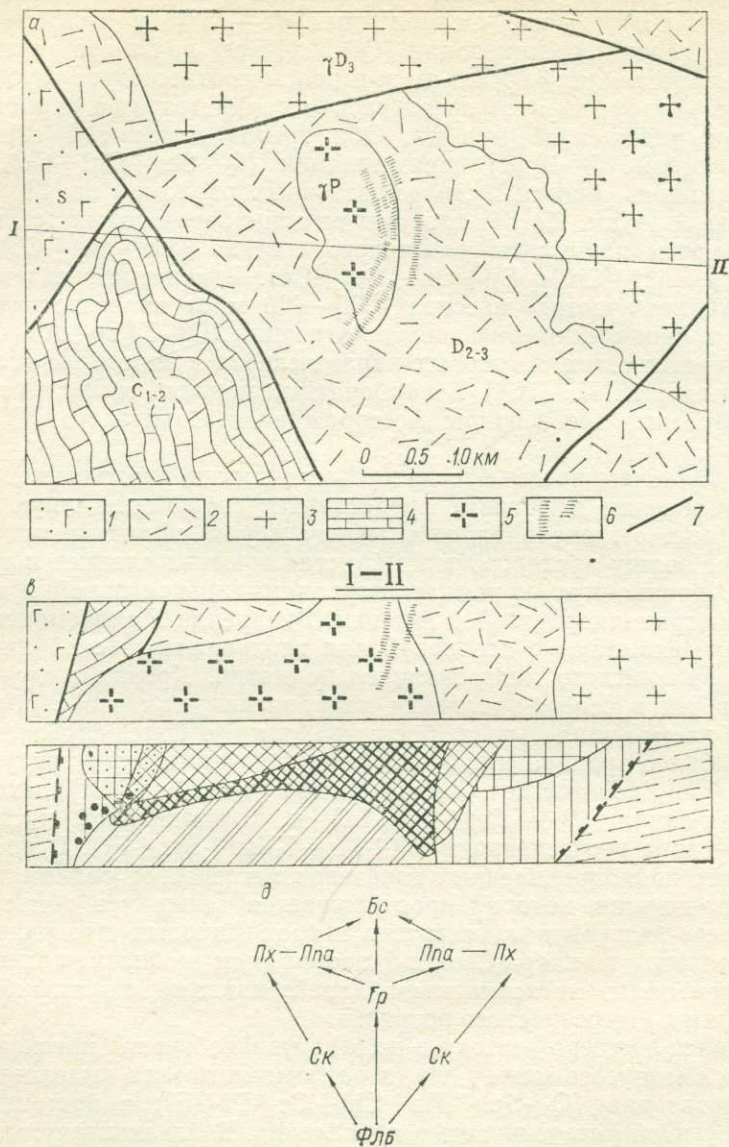 а
γD₃
S
γP
I
II
D₂₋₃
C₁₋₂
0 0.5 1.0 км
1 2 3 4 5 6 7
I—II
в
д
Бс
Пх—Ппа Ппа—Пх
Гр
Ск Ск
Флб